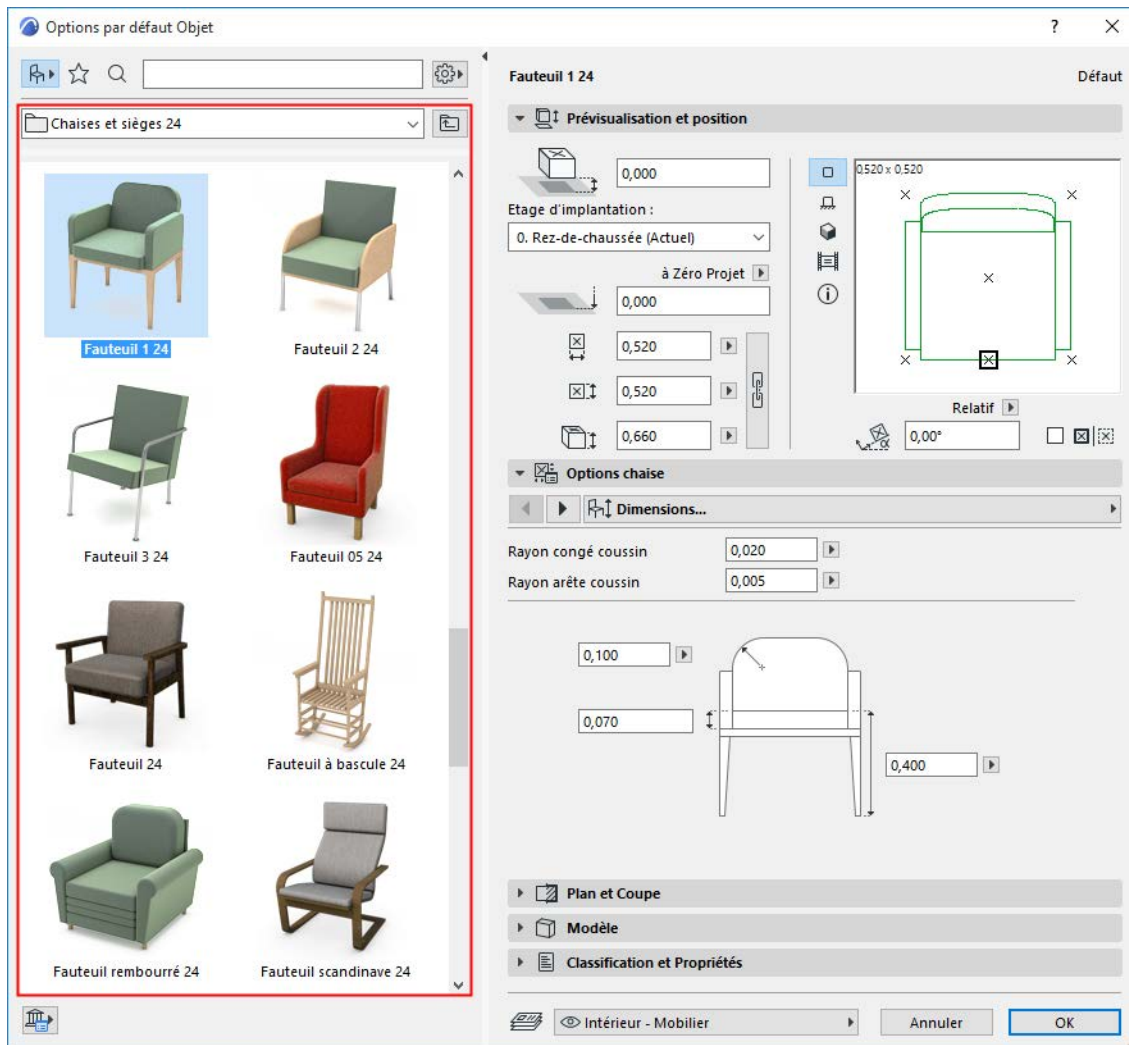 Options par défaut Objet
?
Chaises et sièges 24
Fauteuil 1 24
Fauteuil 2 24
Fauteuil 3 24
Fauteuil 05 24
Fauteuil 24
Fauteuil à bascule 24
Fauteuil rembourré 24
Fauteuil scandinave 24
Fauteuil 1 24
Défaut
Prévisualisation et position
0,000
Etage d'implantation :
0. Rez-de-chaussée (Actuel)
à Zéro Projet
0,000
0,520
0,520
0,660
0,520 x 0,520
Relatif
α
0,00°
Options chaise
Dimensions...
Rayon congé coussin
0,020
Rayon arête coussin
0,005
0,100
0,070
0,400
Plan et Coupe
Modèle
Classification et Propriétés
Intérieur - Mobilier
Annuler
OK